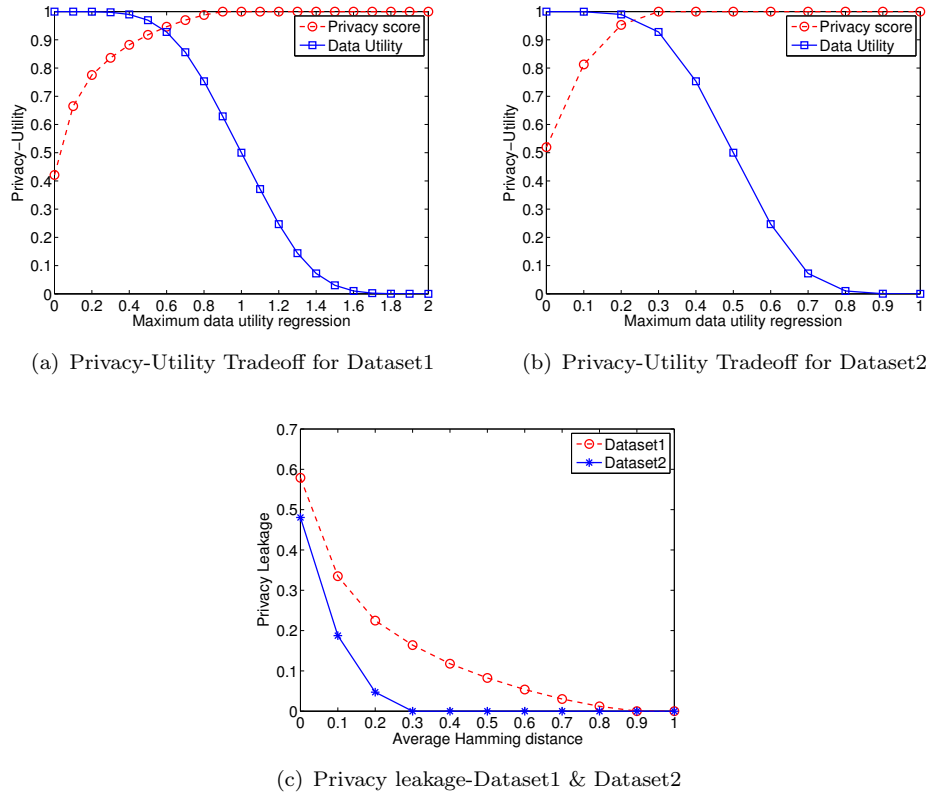 1
0.9
0.8
0.7
0.6
0.5
0.4
0.3
0.2
0.1
0
Privacy−Utility
Privacy score
Data Utility
0 0.2 0.4 0.6 0.8 1 1.2 1.4 1.6 1.8 2
Maximum data utility regression
(a) Privacy-Utility Tradeoff for Dataset1
1
0.9
0.8
0.7
0.6
0.5
0.4
0.3
0.2
0.1
0
Privacy−Utility
Privacy score
Data Utility
0 0.1 0.2 0.3 0.4 0.5 0.6 0.7 0.8 0.9 1
Maximum data utility regression
(b) Privacy-Utility Tradeoff for Dataset2
0.7
0.6
0.5
0.4
0.3
0.2
0.1
0
Privacy Leakage
Dataset1
Dataset2
0 0.1 0.2 0.3 0.4 0.5 0.6 0.7 0.8 0.9 1
Average Hamming distance
(c) Privacy leakage-Dataset1 & Dataset2